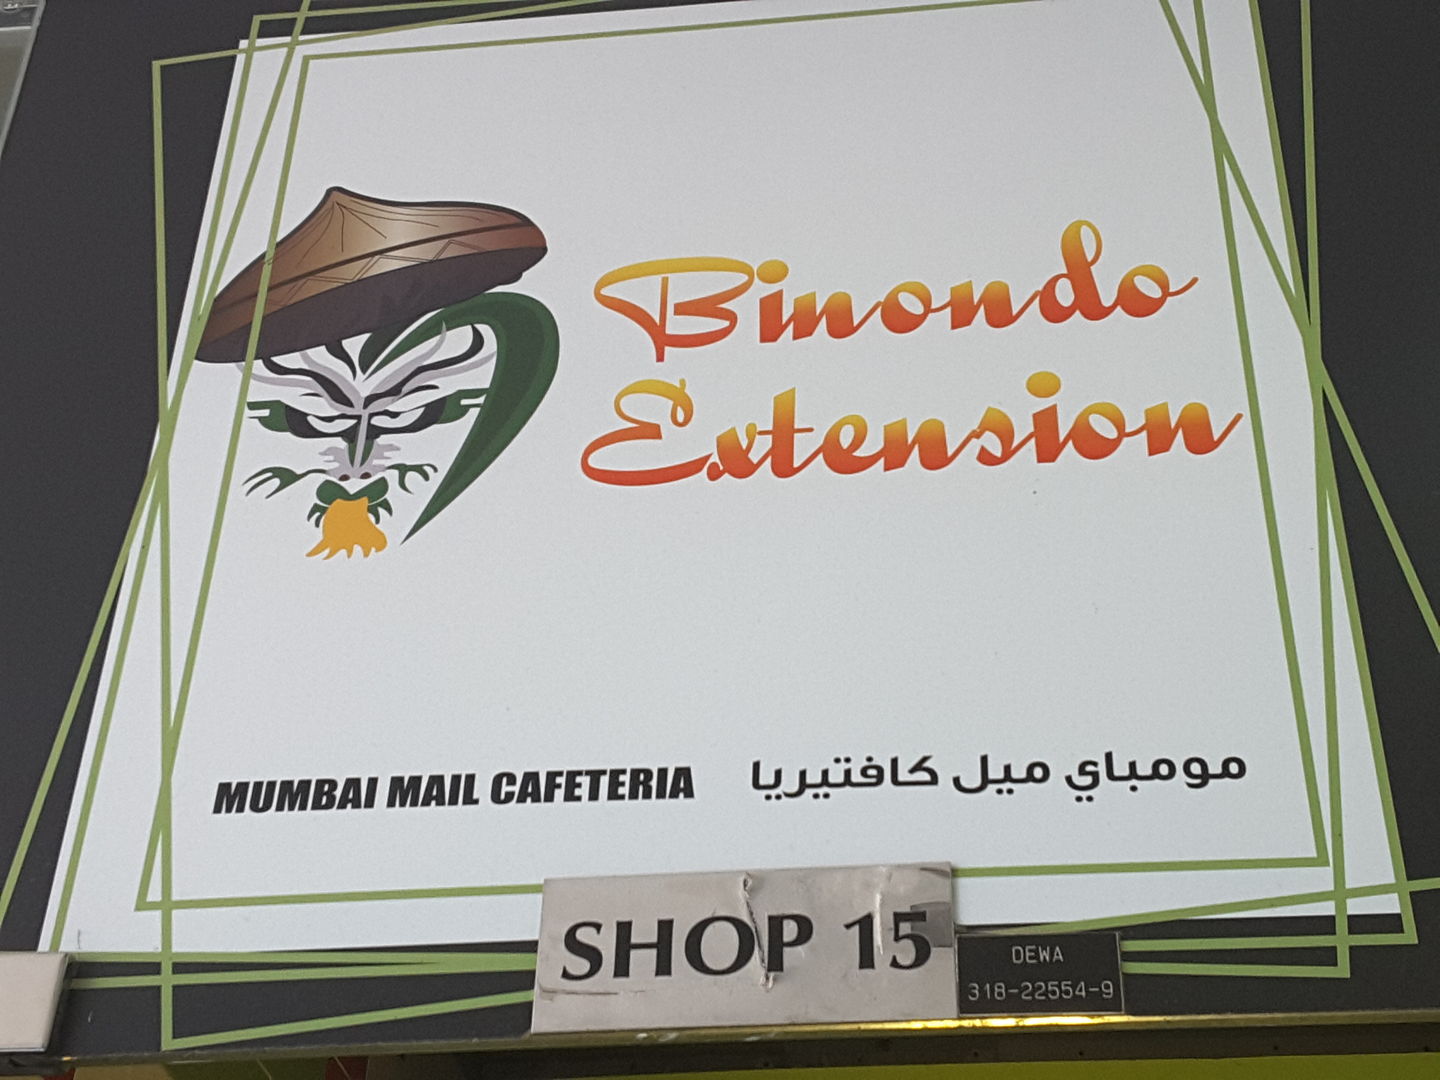 Binondo
Extension
MUMBAI MAIL CAFETERIA
مومباي ميل كافتيريا
SHOP 15
DEWA
318-22554-9